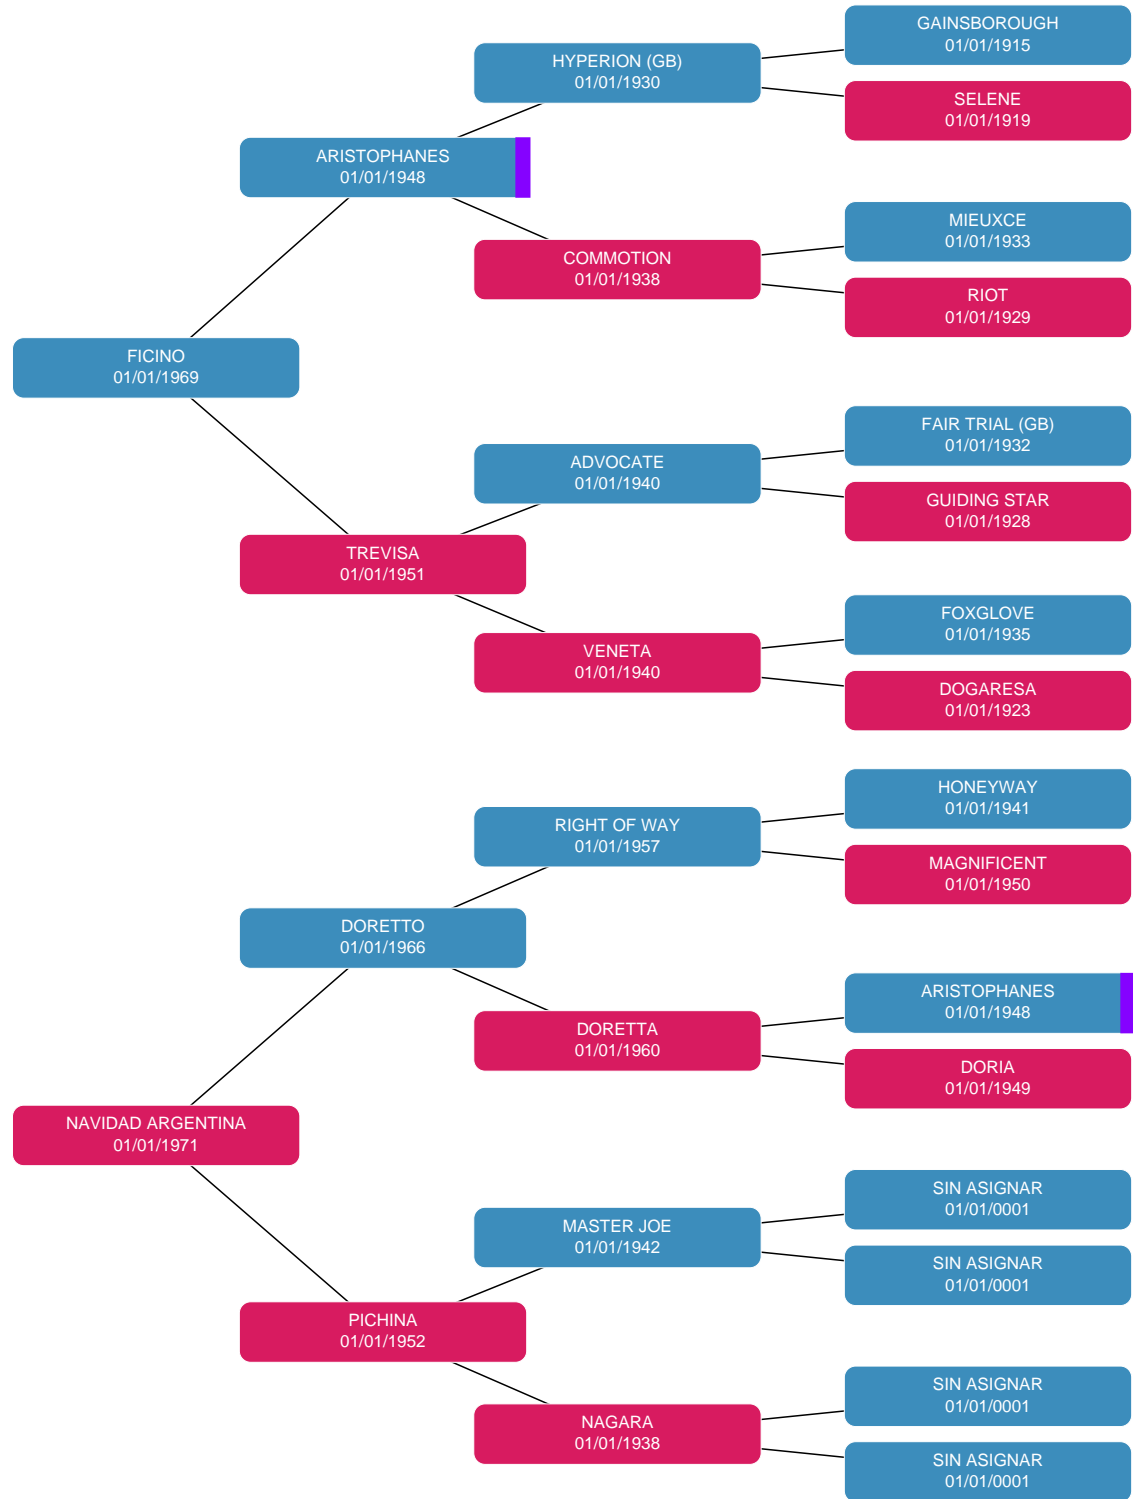 GAINSBOROUGH
01/01/1915
HYPERION (GB)
01/01/1930
SELENE
01/01/1919
ARISTOPHANES
01/01/1948
MIEUXCE
01/01/1933
COMMOTION
01/01/1938
RIOT
01/01/1929
FICINO
01/01/1969
FAIR TRIAL (GB)
01/01/1932
ADVOCATE
01/01/1940
GUIDING STAR
01/01/1928
TREVISA
01/01/1951
FOXGLOVE
01/01/1935
VENETA
01/01/1940
DOGARESA
01/01/1923
HONEYWAY
01/01/1941
RIGHT OF WAY
01/01/1957
MAGNIFICENT
01/01/1950
DORETTO
01/01/1966
ARISTOPHANES
01/01/1948
DORETTA
01/01/1960
DORIA
01/01/1949
NAVIDAD ARGENTINA
01/01/1971
SIN ASIGNAR
01/01/0001
MASTER JOE
01/01/1942
SIN ASIGNAR
01/01/0001
PICHINA
01/01/1952
SIN ASIGNAR
01/01/0001
NAGARA
01/01/1938
SIN ASIGNAR
01/01/0001